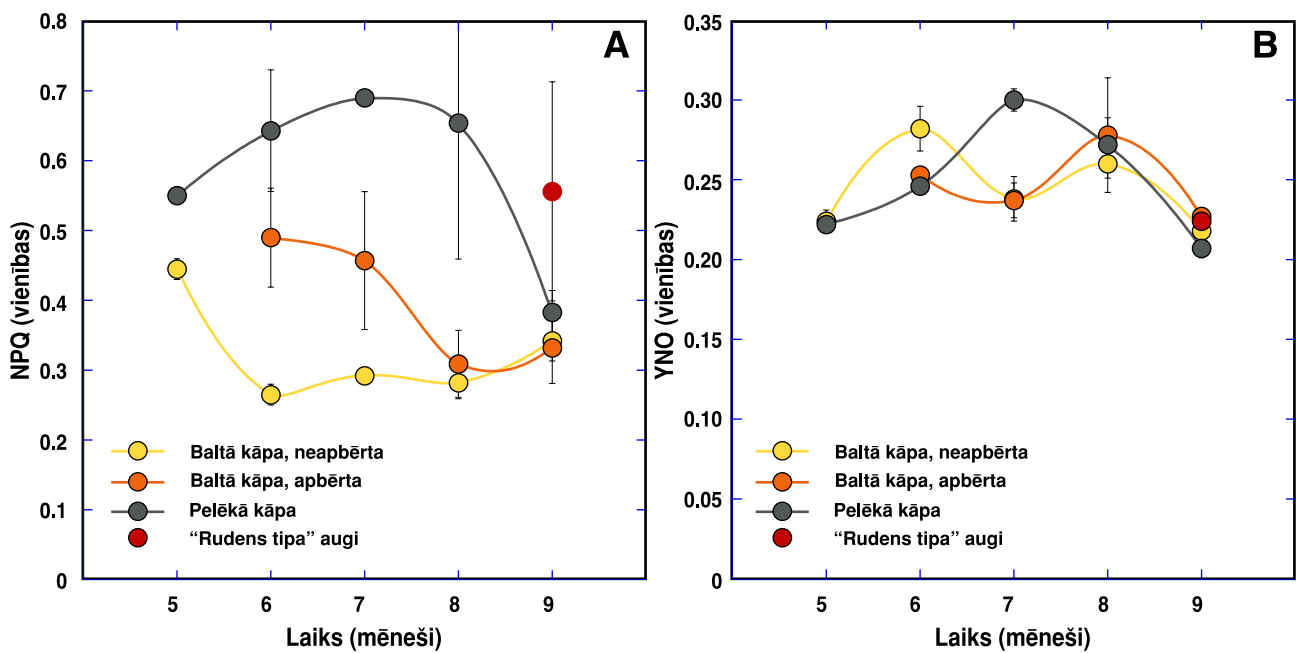 A
NPQ (vienības)
0.8
0.7
0.6
0.5
0.4
0.3
0.2
0.1
0
Baltā kāpa, neapbērta
Baltā kāpa, apbērta
Pelēkā kāpa
“Rudens tipa” augi
5 6 7 8 9
Laiks (mēneši)
B
YNO (vienības)
0.35
0.30
0.25
0.20
0.15
0.10
0.05
0
Baltā kāpa, neapbērta
Baltā kāpa, apbērta
Pelēkā kāpa
“Rudens tipa” augi
5 6 7 8 9
Laiks (mēneši)